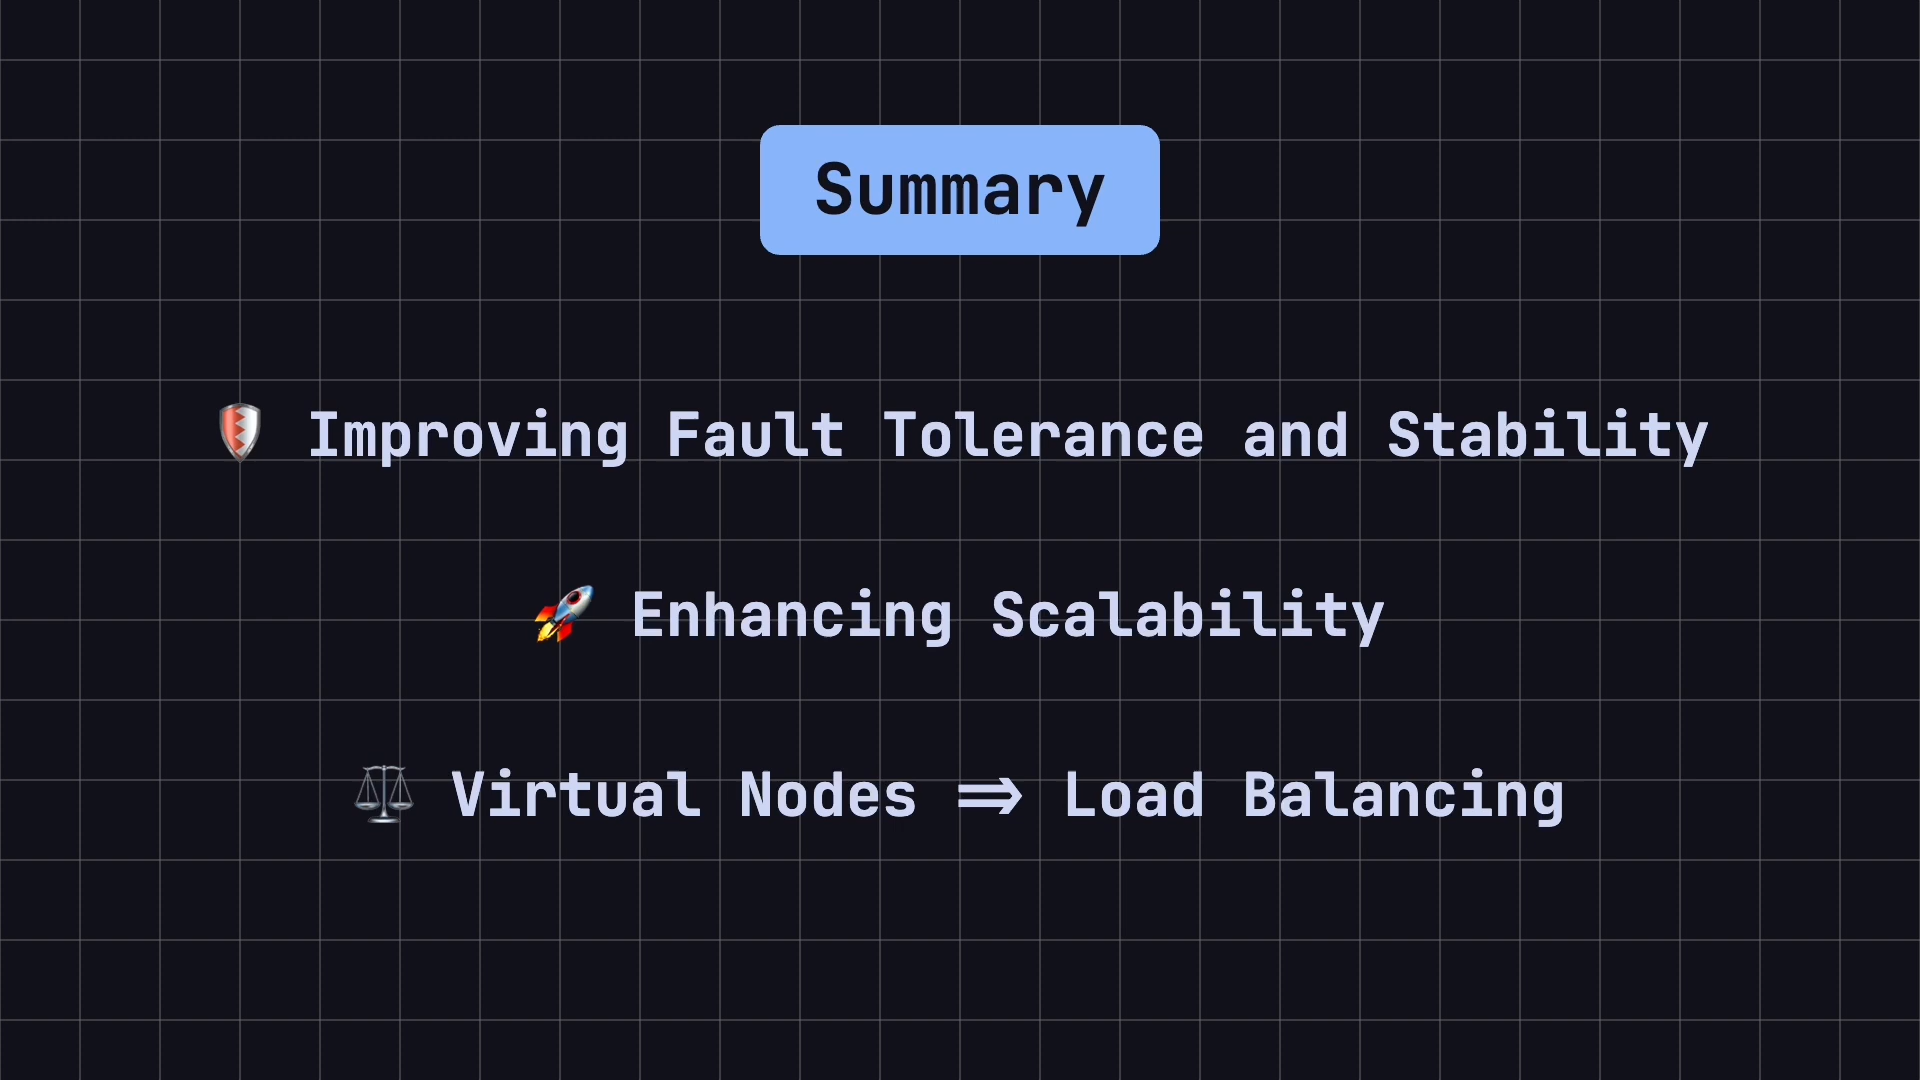 Summary
🛡️ Improving Fault Tolerance and Stability
🚀 Enhancing Scalability
⚖️ Virtual Nodes ⇒ Load Balancing